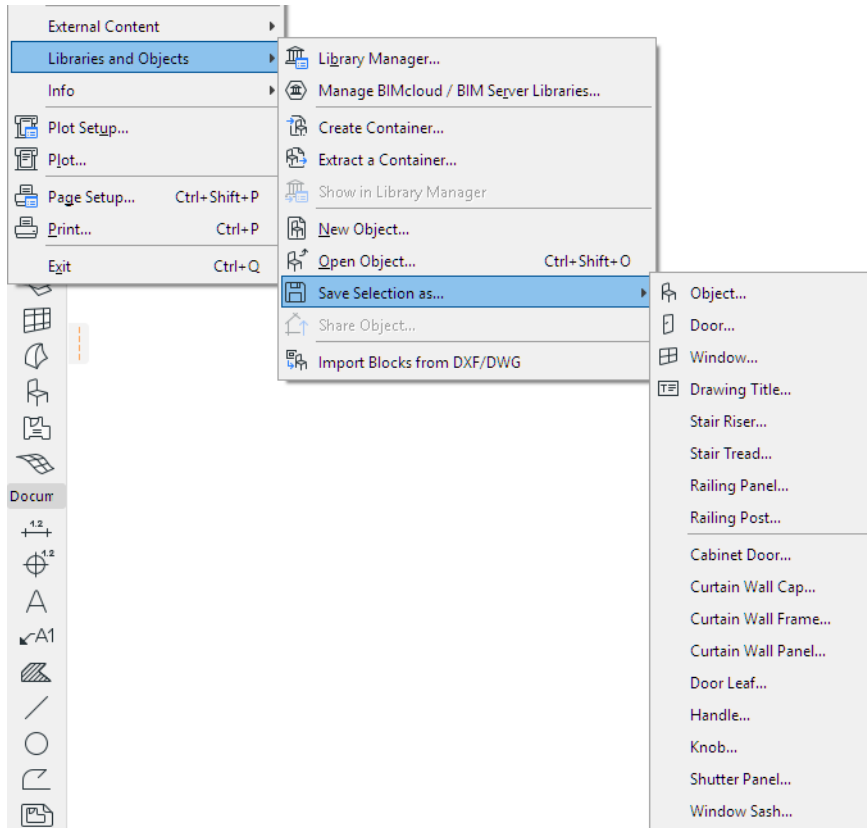 External Content
Libraries and Objects
Info
Plot Setup...
Plot...
Page Setup... Ctrl+Shift+P
Print... Ctrl+P
Exit Ctrl+Q
Library Manager...
Manage BIMcloud / BIM Server Libraries...
Create Container...
Extract a Container...
Show in Library Manager
New Object...
Open Object... Ctrl+Shift+O
Save Selection as...
Share Object...
Import Blocks from DXF/DWG
Object...
Door...
Window...
Drawing Title...
Stair Riser...
Stair Tread...
Railing Panel...
Railing Post...
Cabinet Door...
Curtain Wall Cap...
Curtain Wall Frame...
Curtain Wall Panel...
Door Leaf...
Handle...
Knob...
Shutter Panel...
Window Sash...
Docum
1.2
1.2
A
A1